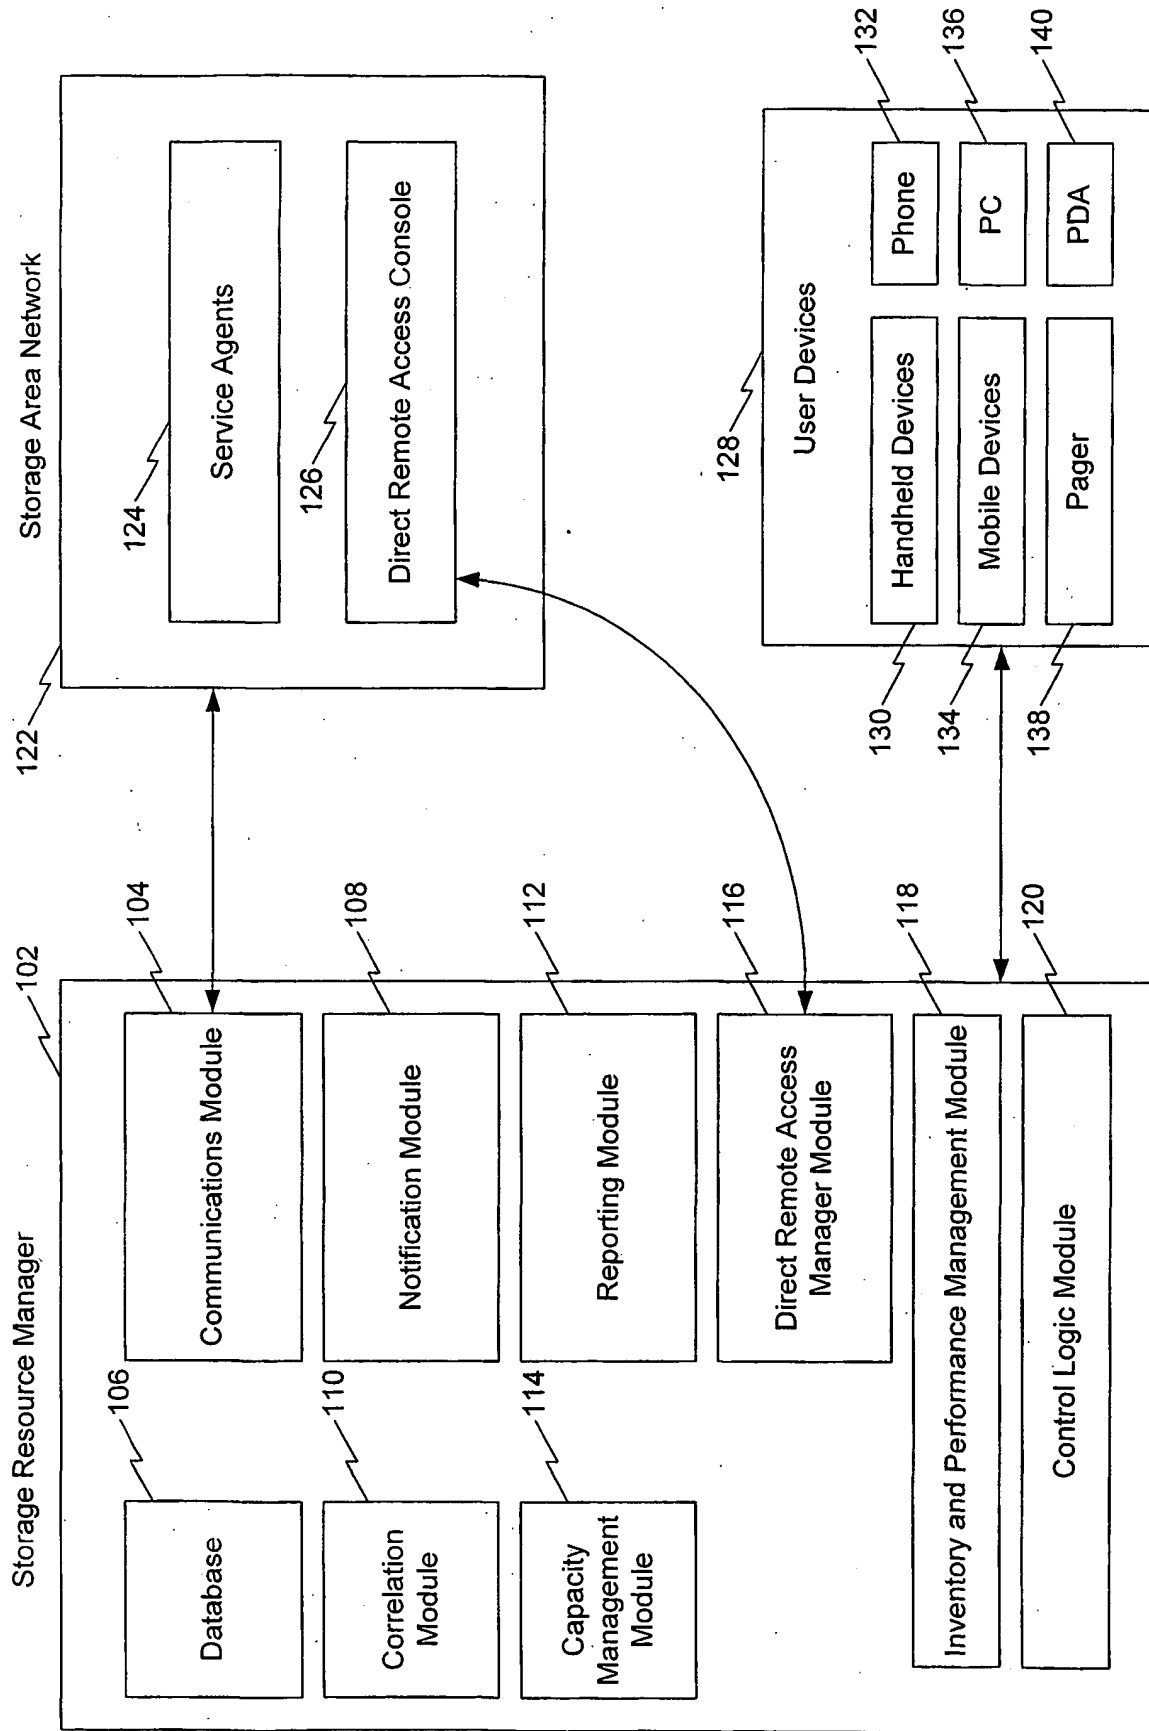 Storage Resource Manager
102
106
Database
104
Communications Module
110
Correlation
Module
108
Notification Module
114
Capacity
Management
Module
112
Reporting Module
116
Direct Remote Access
Manager Module
118
Inventory and Performance Management Module
120
Control Logic Module
Storage Area Network
122
124
Service Agents
126
Direct Remote Access Console
128
User Devices
130
Handheld Devices
Phone
132
134
Mobile Devices
PC
136
138
Pager
PDA
140